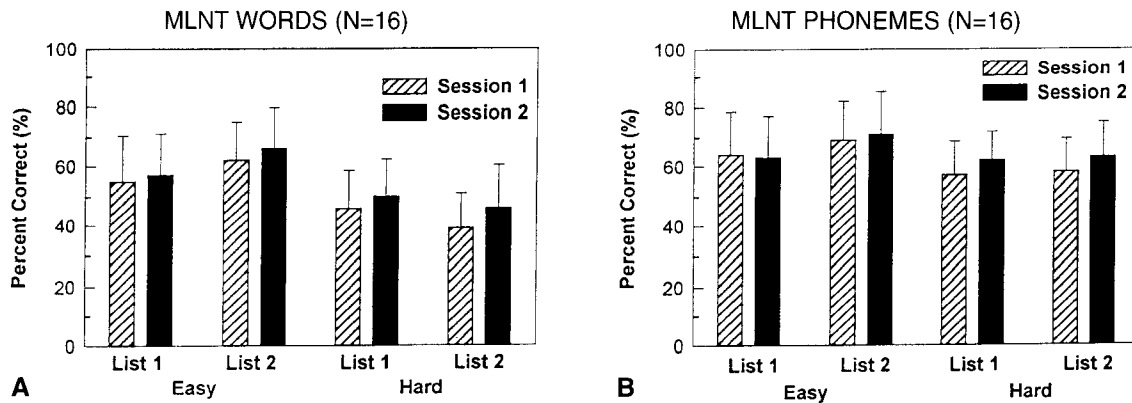 MLNT WORDS (N=16)
100
80
60
40
20
0
Percent Correct (%)
Session 1
Session 2
List 1 List 2 List 1 List 2
Easy Hard
A
MLNT PHONEMES (N=16)
100
80
60
40
20
0
Percent Correct (%)
Session 1
Session 2
List 1 List 2 List 1 List 2
Easy Hard
B